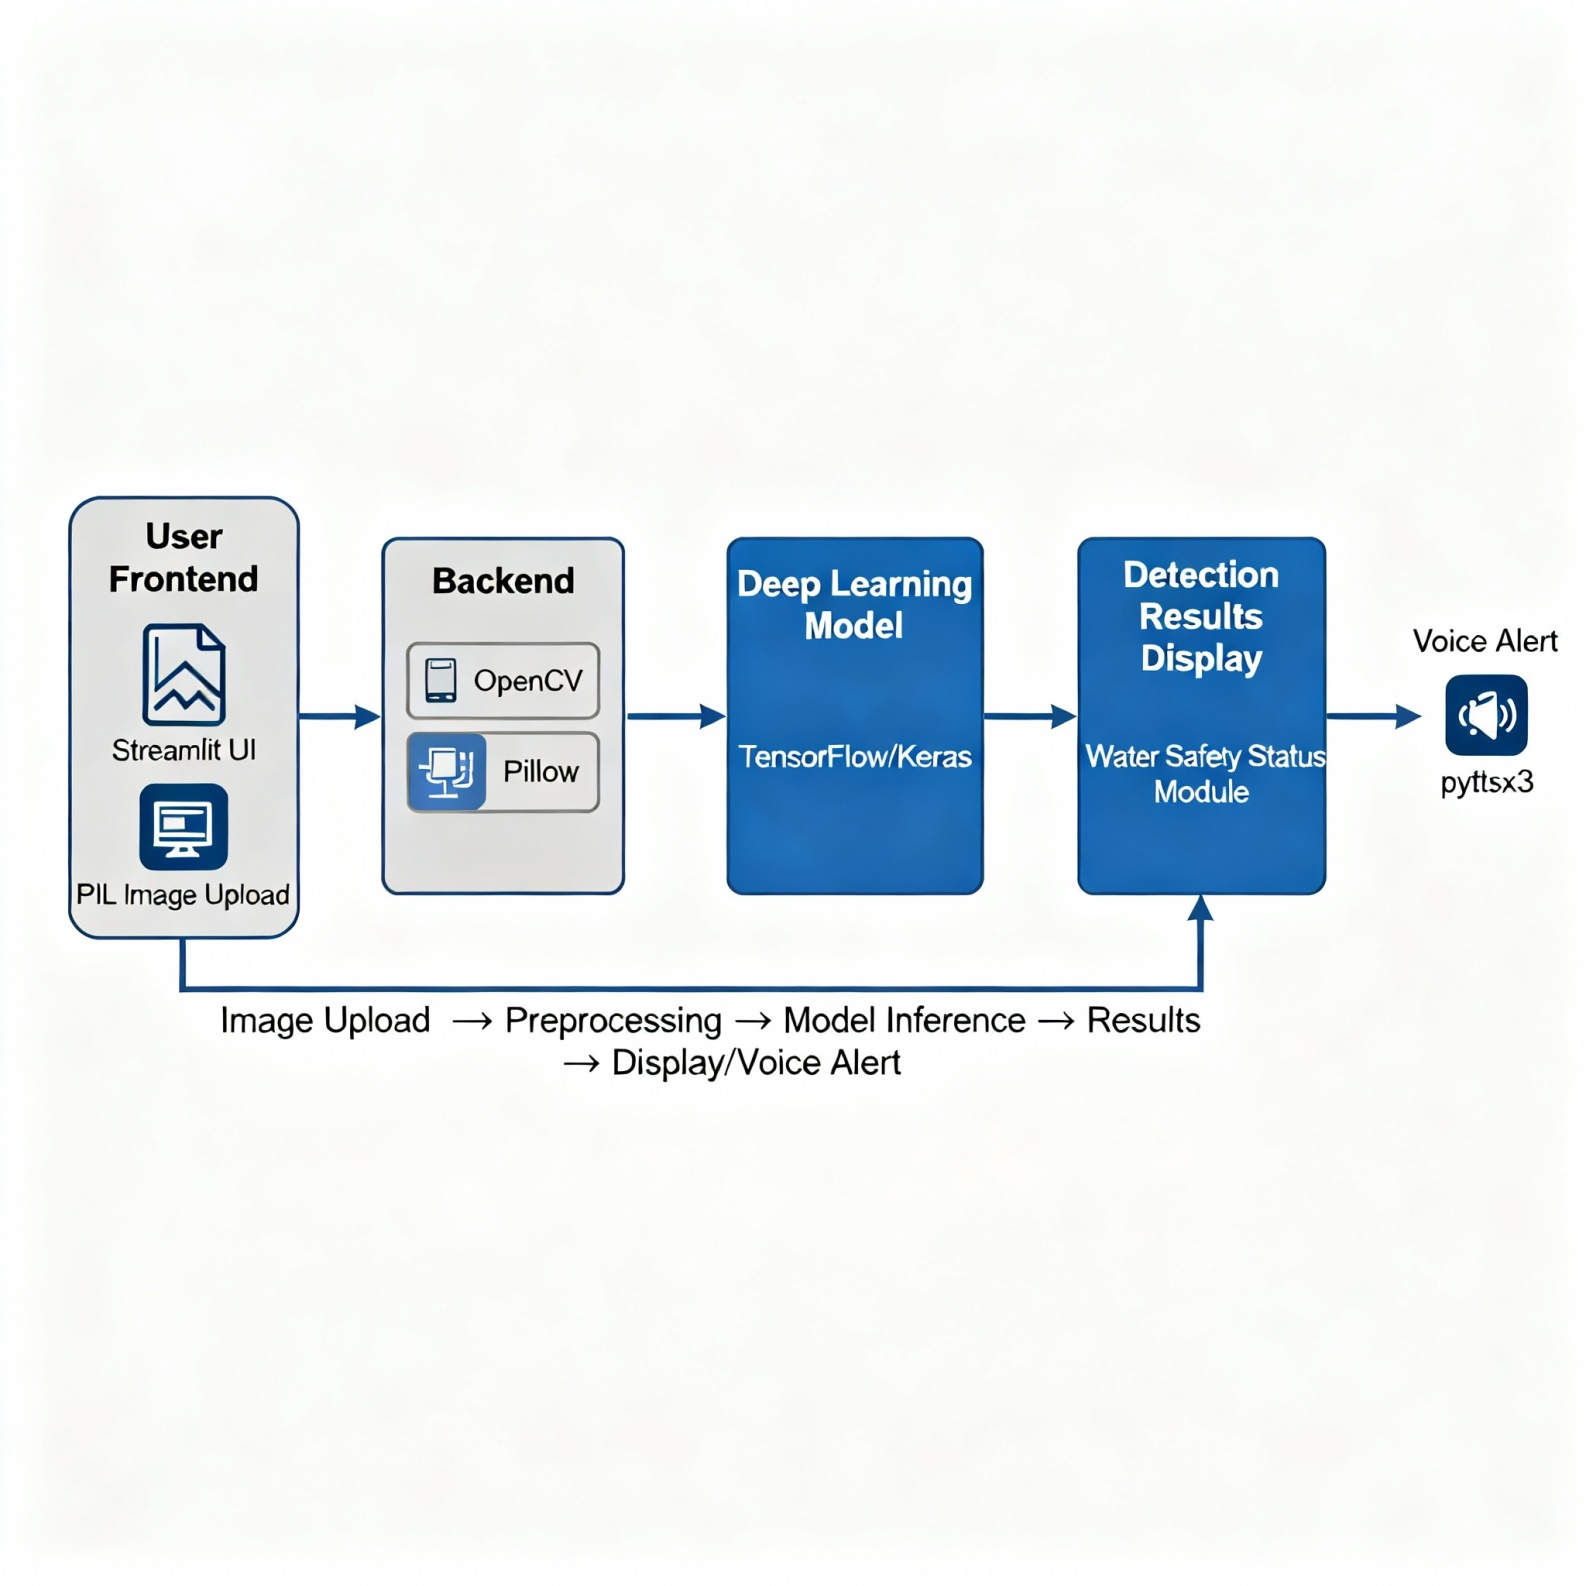 User
Frontend
Streamlit UI
PIL Image Upload
Backend
OpenCV
Pillow
Deep Learning
Model
TensorFlow/Keras
Detection
Results
Display
Water Safety Status
Module
Voice Alert
pyttsx3
Image Upload → Preprocessing → Model Inference → Results
→ Display/Voice Alert